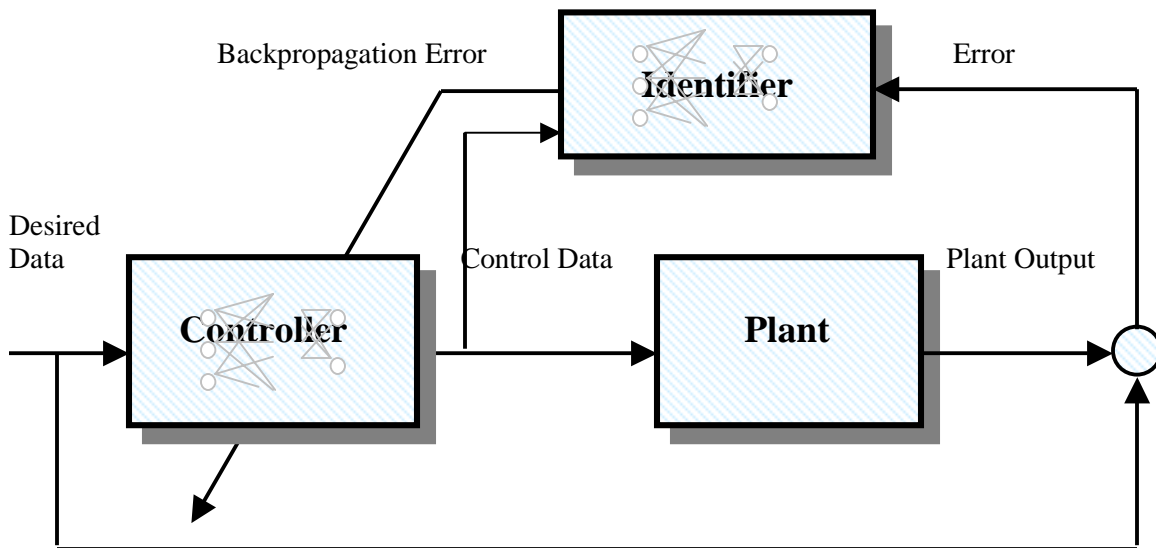 Backpropagation Error
Identifier
Error
Desired
Data
Control Data
Plant Output
Controller
Plant